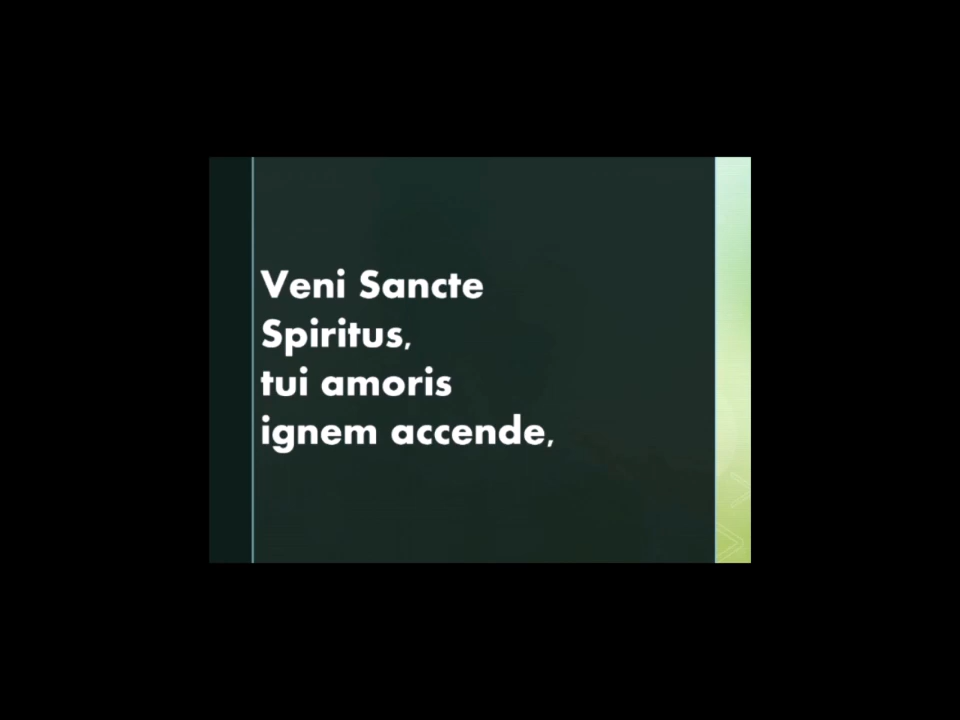 Veni Sancte
Spiritus,
tui amoris
ignem accende,